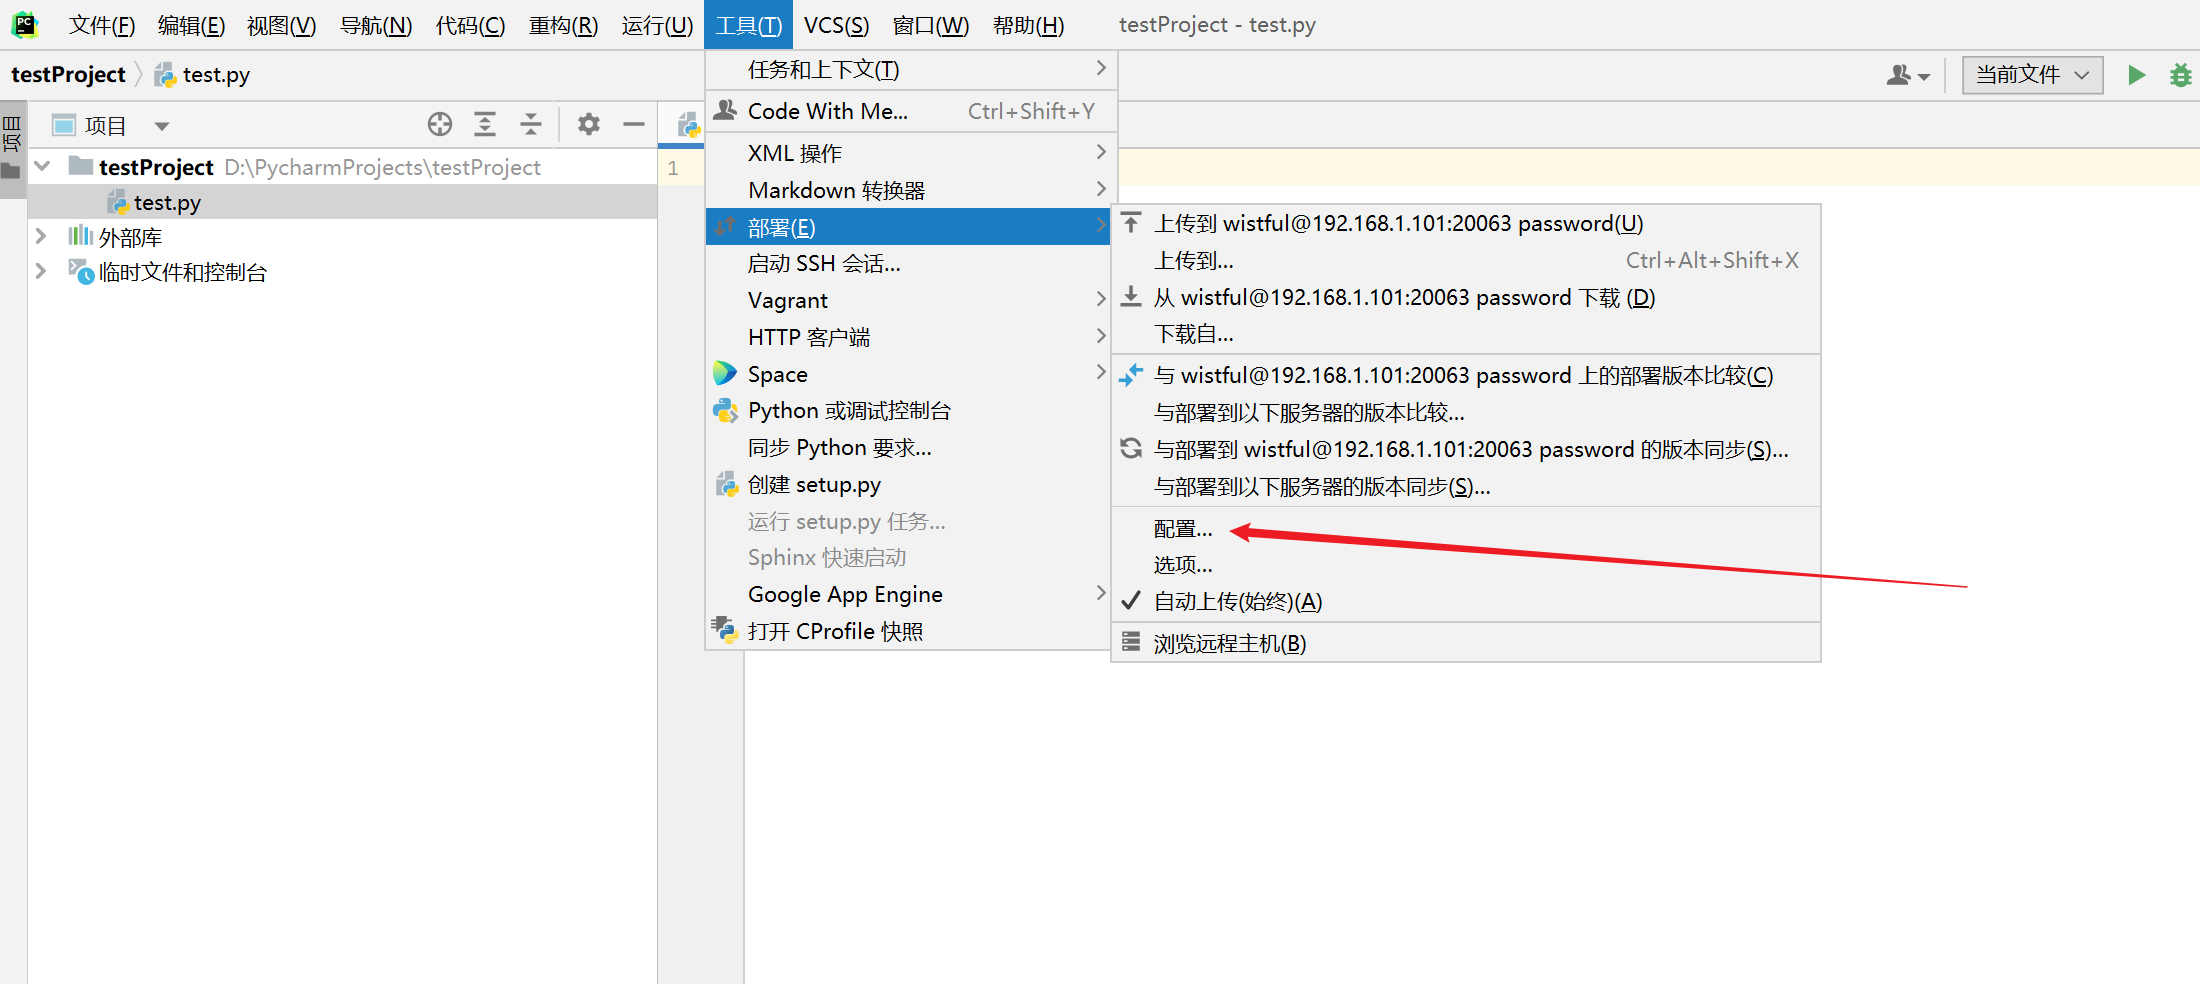 文件(F) 编辑(E) 视图(V) 导航(N) 代码(C) 重构(R) 运行(U) 工具(T) VCS(S) 窗口(W) 帮助(H) testProject - test.py
testProject test.py
当前文件
项目
项目
testProject D:\PycharmProjects\testProject
test.py
外部库
临时文件和控制台
1
任务和上下文(T)
Code With Me... Ctrl+Shift+Y
XML 操作
Markdown 转换器
部署(E)
启动 SSH 会话...
Vagrant
HTTP 客户端
Space
Python 或调试控制台
同步 Python 要求...
创建 setup.py
运行 setup.py 任务...
Sphinx 快速启动
Google App Engine
打开 CProfile 快照
上传到 wistful@192.168.1.101:20063 password(U)
上传到... Ctrl+Alt+Shift+X
从 wistful@192.168.1.101:20063 password 下载 (D)
下载自...
与 wistful@192.168.1.101:20063 password 上的部署版本比较(C)
与部署到以下服务器的版本比较...
与部署到 wistful@192.168.1.101:20063 password 的版本同步(S)...
与部署到以下服务器的版本同步(S)...
配置...
选项...
自动上传(始终)(A)
浏览远程主机(B)